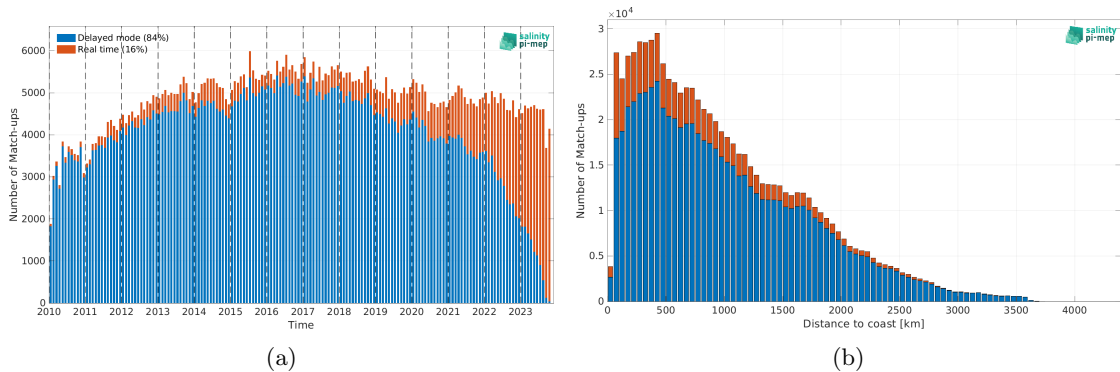 Delayed mode (84%)
Real time (16%)
salinity
pi-mep
Number of Match-ups
6000
5000
4000
3000
2000
1000
0
2010 2011 2012 2013 2014 2015 2016 2017 2018 2019 2020 2021 2022 2023
Time
(a)
×10⁴
salinity
pi-mep
Number of Match-ups
3
2.5
2
1.5
1
0.5
0
0 500 1000 1500 2000 2500 3000 3500 4000
Distance to coast [km]
(b)